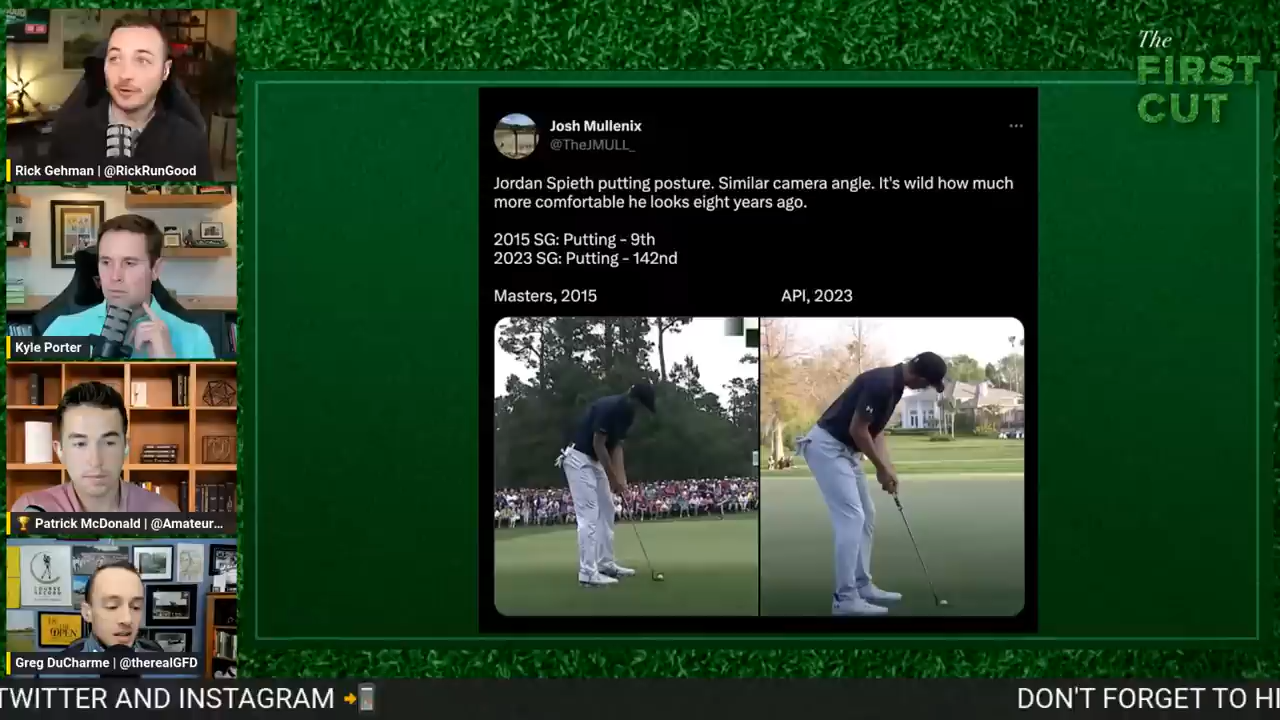 The
FIRST
CUT
Rick Gehman | @RickRunGood
Kyle Porter
🏆 Patrick McDonald | @Amateur...
Greg DuCharme | @therealGFD
Josh Mullenix
@TheJMULL_
Jordan Spieth putting posture. Similar camera angle. It's wild how much
more comfortable he looks eight years ago.
2015 SG: Putting - 9th
2023 SG: Putting - 142nd
Masters, 2015
API, 2023
TWITTER AND INSTAGRAM
DON'T FORGET TO HI